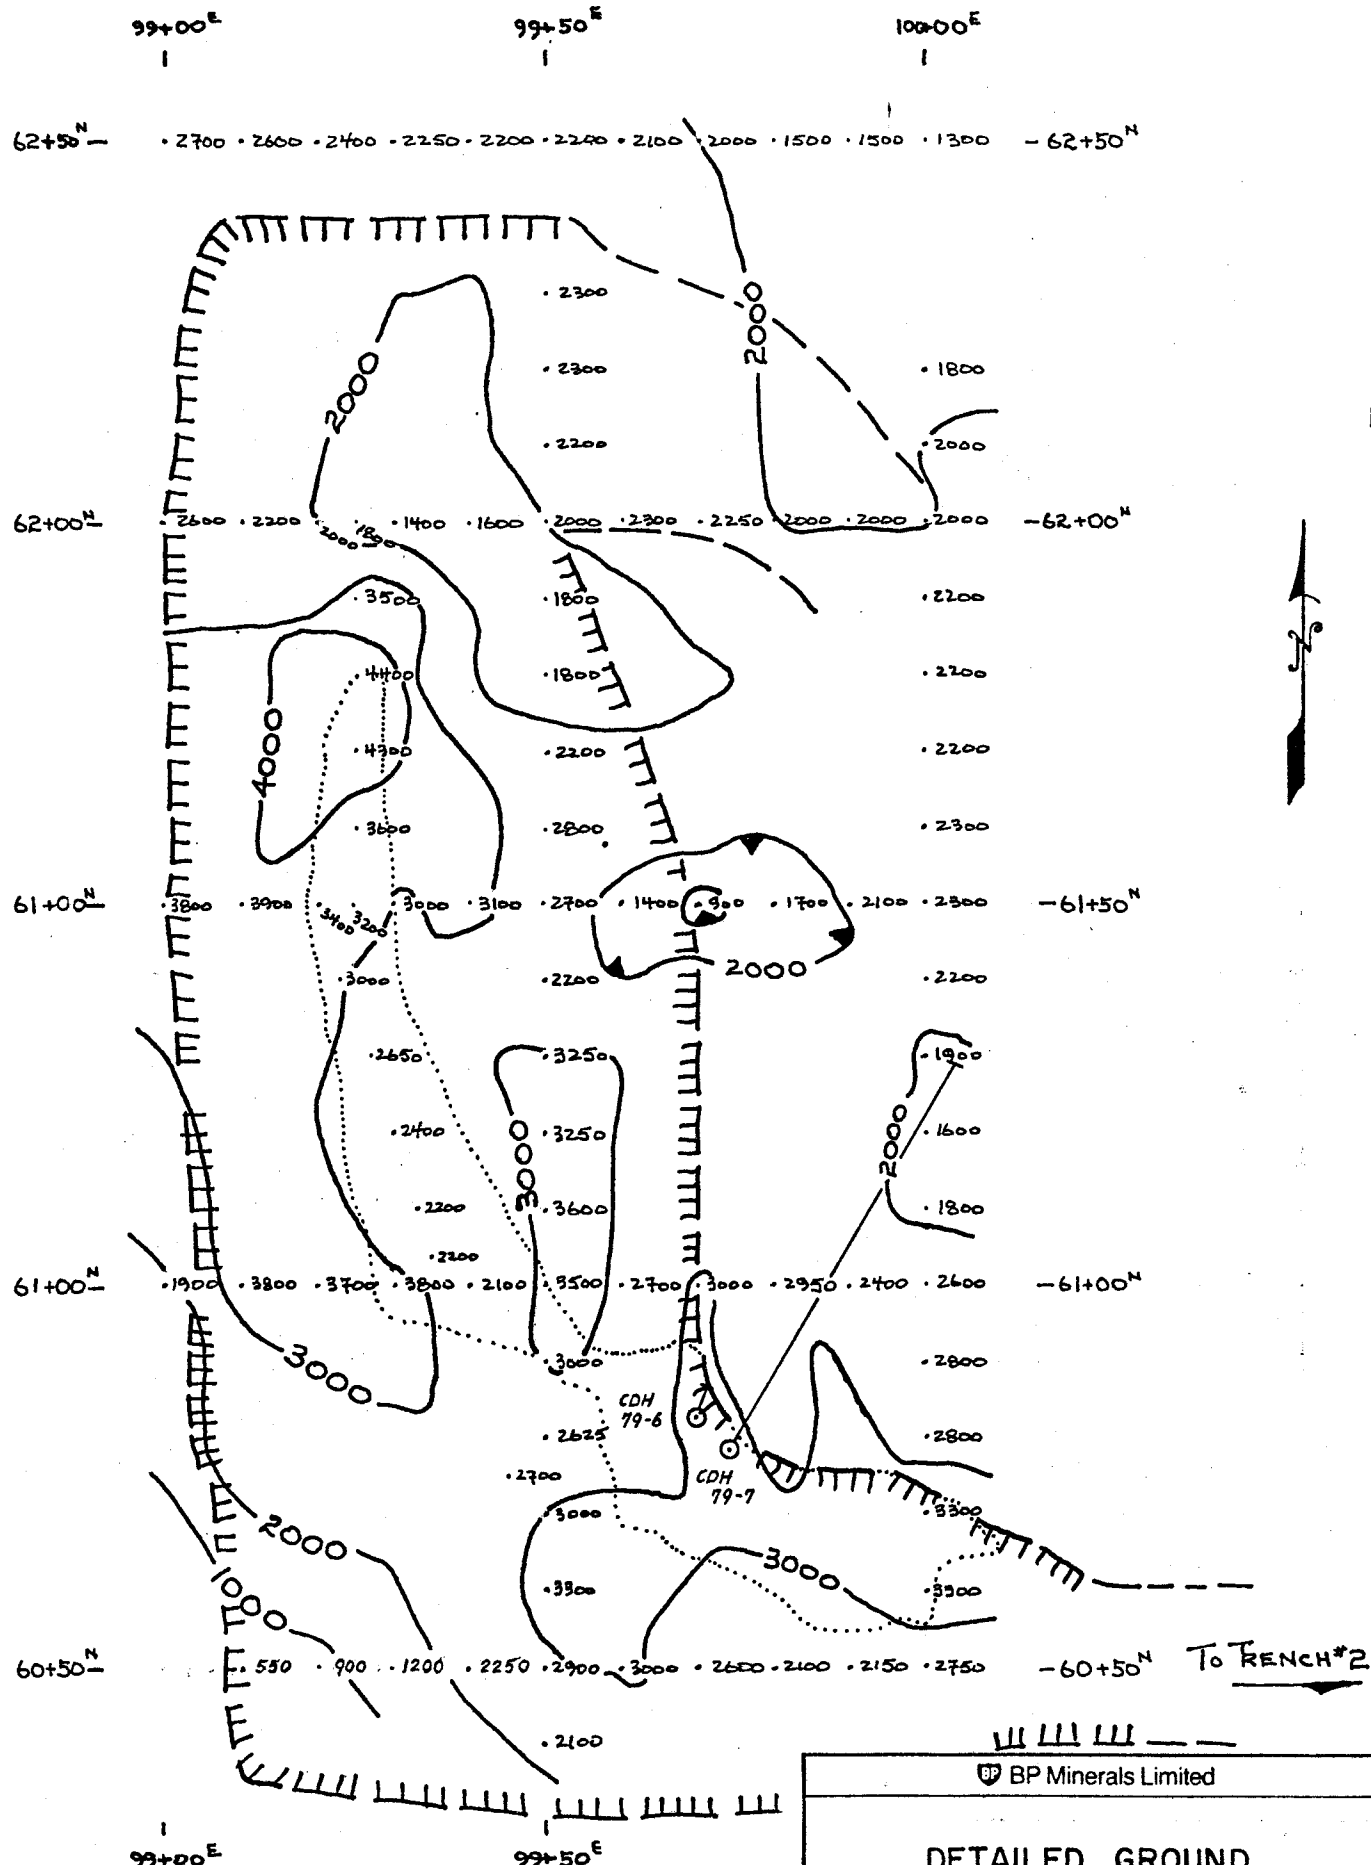 99+00E 99+50E 100+00E
62+50N – .2700 .2600 .2400 .2250 .2200 .2200 .2100 .2000 .1500 .1500 .1300 – 62+50N
.2300
2000
.2300 .1800
2000
.2200 .2000
62+00N – .2600 .2200 .2000 .1800 .1400 .1600 .2000 .2300 .2250 .2000 .2000 .2000 – 62+00N
.3500 .1800 .2200
.4400 .1800 .2200
4000
.4300 .2200 .2200
.3600 .2800 .2300
61+00N – .3800 .3900 .3400 .3200 .3000 .3100 .2700 .1400 .900 .1700 .2100 .2300 – 61+50N
2000
.3000 .2200 .2200
.2650 .3250 .1900
.2400 3000 .3250 2000 .1600
.2200 .3600 .1800
.2200
61+00N – .1900 .3800 .3700 .3800 .2100 .3500 .2700 .3000 .2950 .2400 .2600 – 61+00N
3000 .3000 .2800
CDH
79-6
.2625 .2800
.2700 CDH
79-7
2000 .3000 .3300
1000 .3300 3000 .3300
60+50N – .550 .900 .1200 .2250 .2900 .3000 .2600 .2100 .2150 .2750 – 60+50N TO TRENCH #2
.2100
N
BP BP Minerals Limited
99+00E 99+50E
DETAILED GROUND